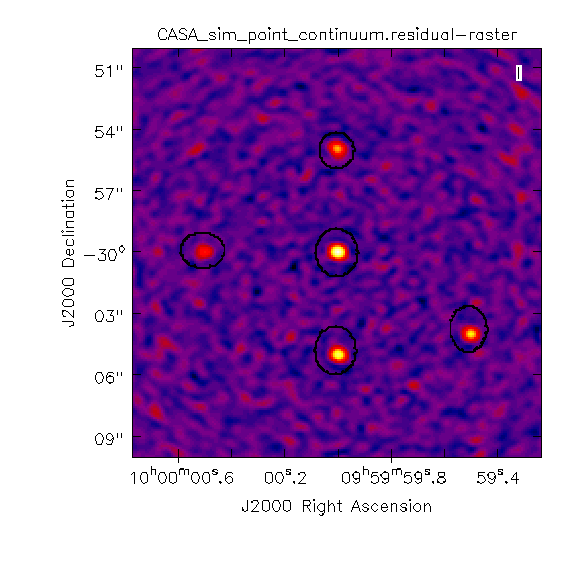 CASA_sim_point_continuum.residual-raster
51"
54"
57"
-30°
03"
06"
09"
J2000 Declination
10ʰ00ᵐ00ˢ.6 00ˢ.2 09ʰ59ᵐ59ˢ.8 59ˢ.4
J2000 Right Ascension